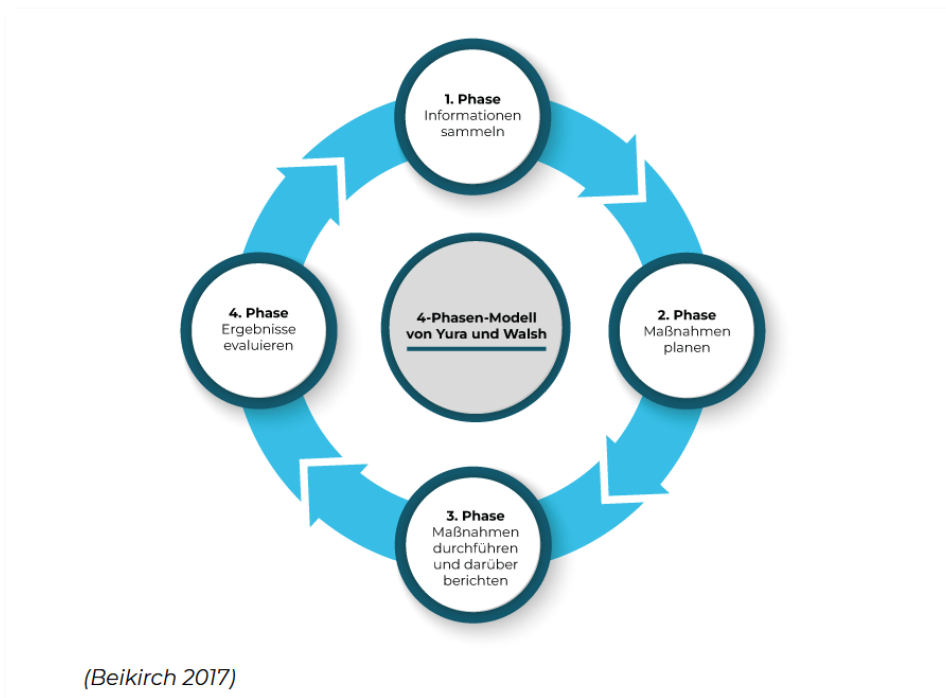 1. Phase
Informationen
sammeln
4-Phasen-Modell
von Yura und Walsh
2. Phase
Maßnahmen
planen
3. Phase
Maßnahmen
durchführen
und darüber
berichten
4. Phase
Ergebnisse
evaluieren
(Beikirch 2017)